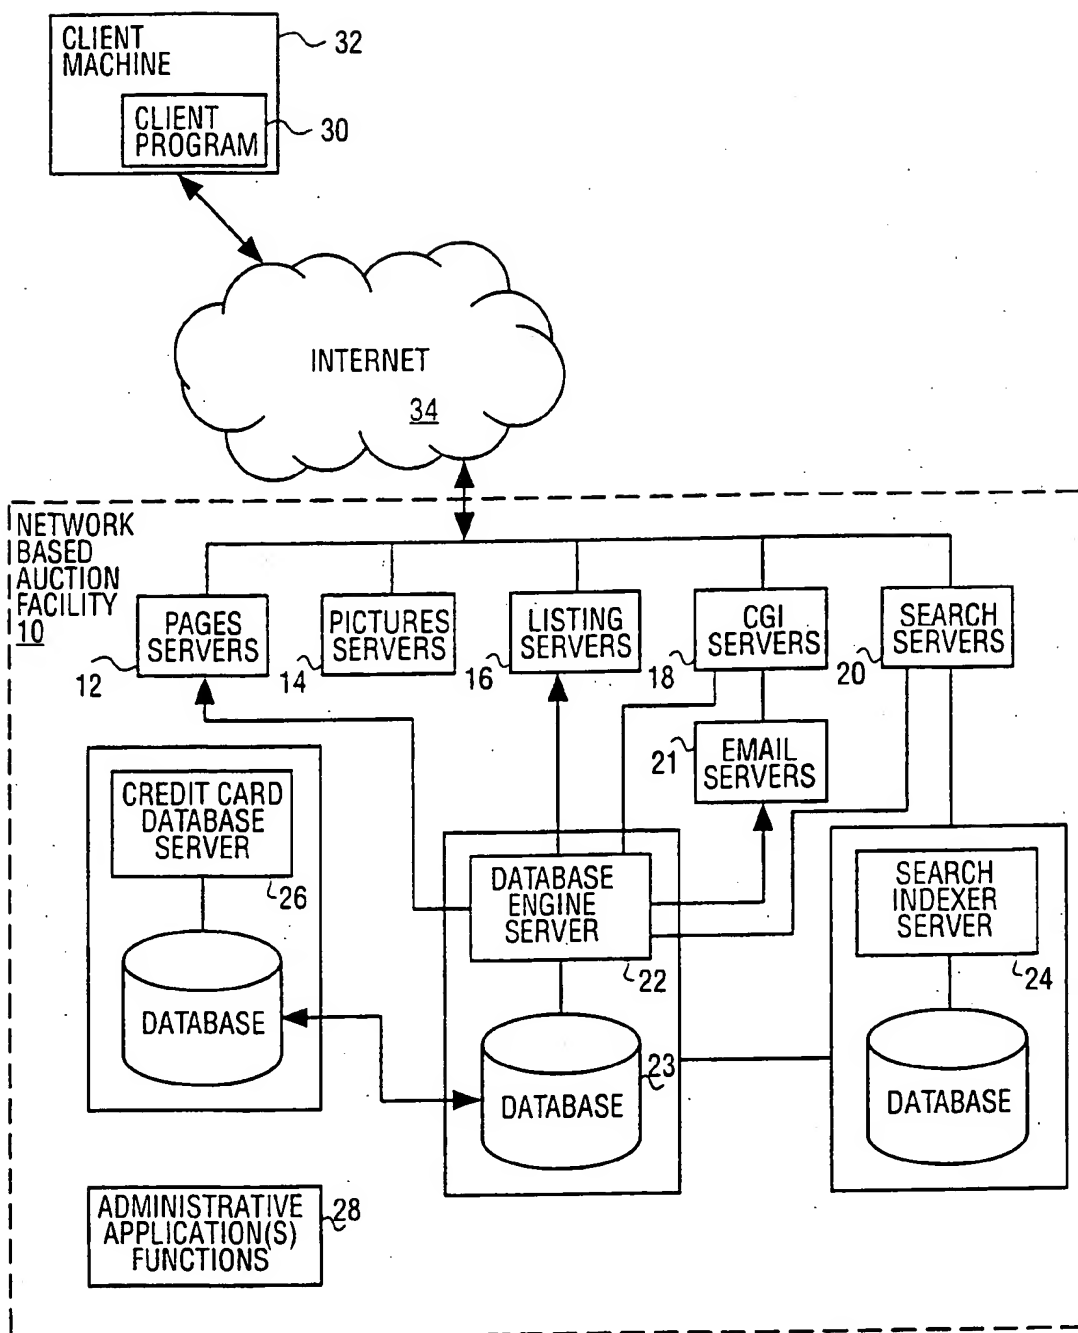 CLIENT
MACHINE
32
CLIENT
PROGRAM
30
INTERNET
34
NETWORK
BASED
AUCTION
FACILITY
10
PAGES
SERVERS
12
PICTURES
SERVERS
14
LISTING
SERVERS
16
CGI
SERVERS
18
SEARCH
SERVERS
20
EMAIL
SERVERS
21
CREDIT CARD
DATABASE
SERVER
26
DATABASE
DATABASE
ENGINE
SERVER
22
DATABASE
23
SEARCH
INDEXER
SERVER
24
DATABASE
ADMINISTRATIVE
APPLICATION(S)
FUNCTIONS
28